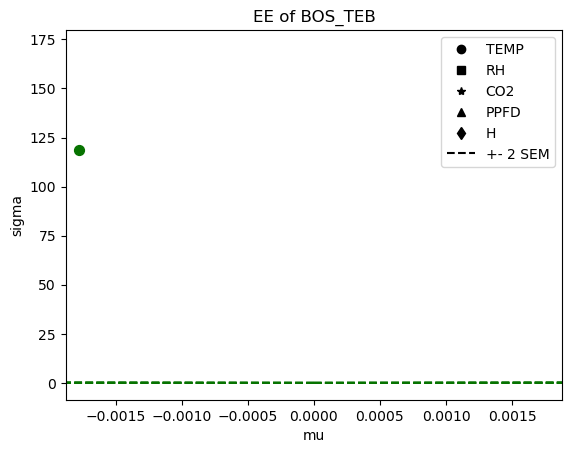 EE of BOS_TEB
175
150
125
100
75
50
25
0
sigma
TEMP
RH
CO2
PPFD
H
+- 2 SEM
−0.0015
−0.0010
−0.0005
0.0000
0.0005
0.0010
0.0015
mu